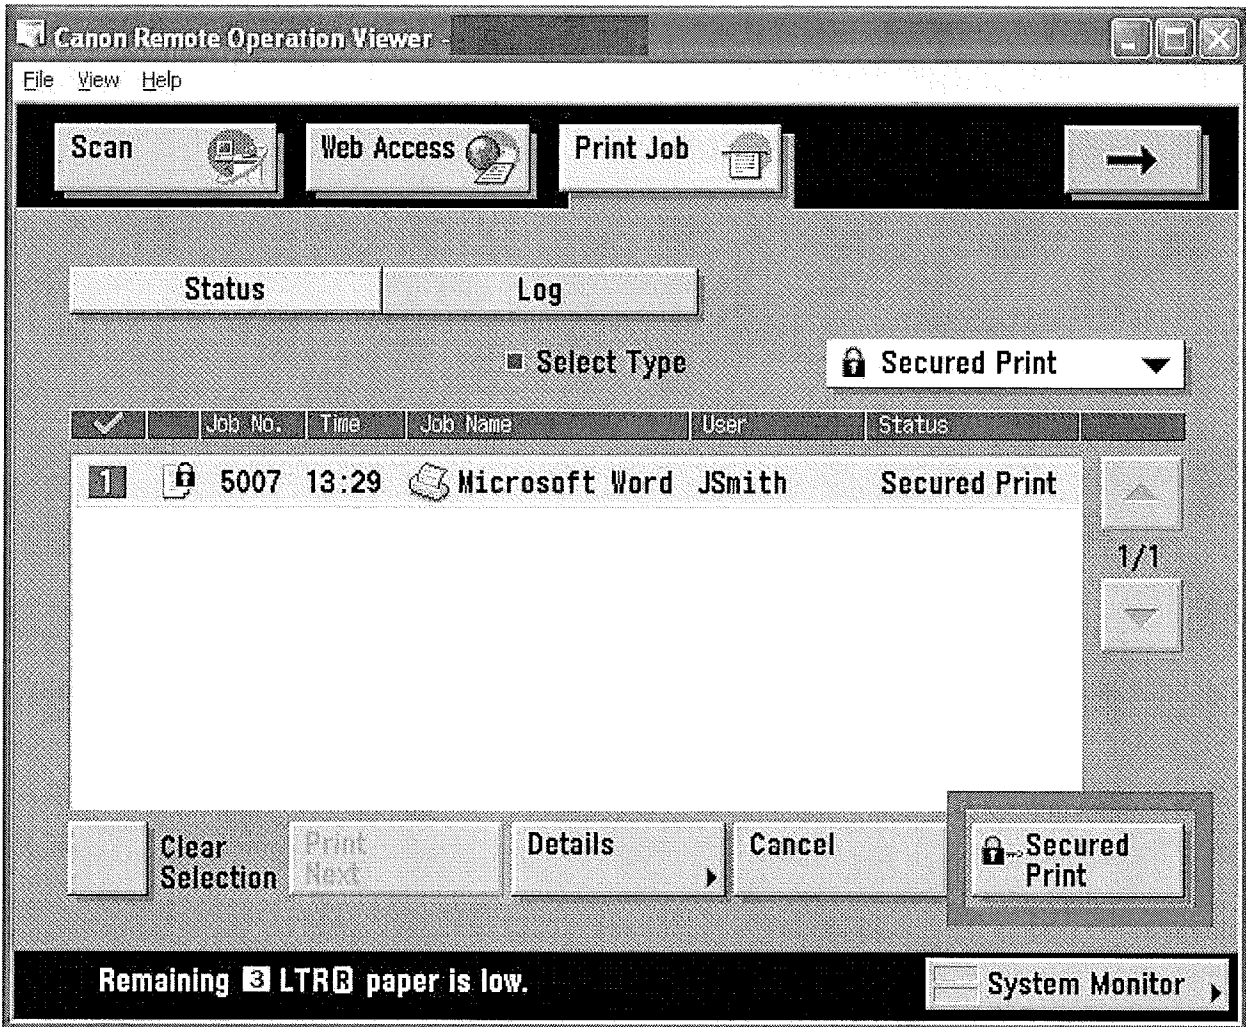 Canon Remote Operation Viewer -
File View Help
Scan Web Access Print Job
Status Log
Select Type Secured Print
Job No. Time Job Name User Status
1 5007 13:29 Microsoft Word JSmith Secured Print
1/1
Clear Selection
Print Next
Details
Cancel
Secured Print
Remaining 3 LTRR paper is low.
System Monitor